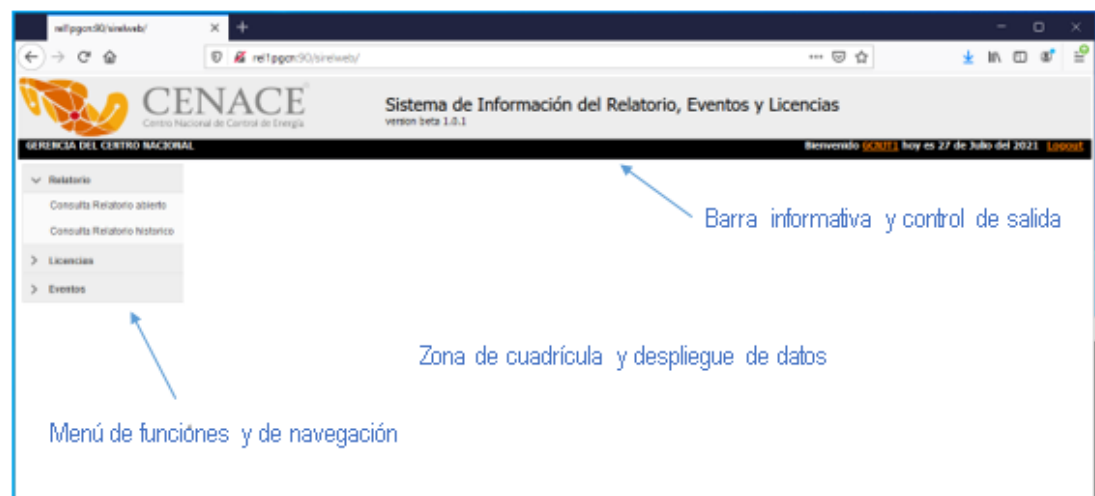 rel1pgcn:90/sirelweb/
rel1pgcn:90/sirelweb/
CENACE
Centro Nacional de Control de Energía
Sistema de Información del Relatorio, Eventos y Licencias
version beta 1.0.1
GERENCIA DEL CENTRO NACIONAL
Bienvenido hoy es 27 de Julio del 2021 Logout
Relatorio
Consulta Relatorio abierto
Consulta Relatorio historico
Licencias
Eventos
Barra informativa y control de salida
Zona de cuadrícula y despliegue de datos
Menú de funciónes y de navegación